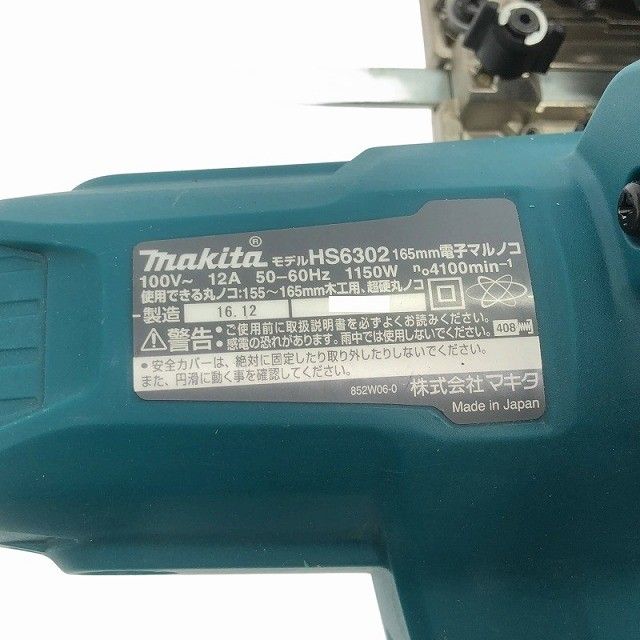 makita® モデルHS6302 165mm電子マルノコ
100V～ 12A 50-60Hz 1150W n₀4100min⁻¹
使用できる丸ノコ:155～165mm木工用、超硬丸ノコ
製造 16.12
⚠警告:ご使用前に取扱説明書を必ずよくお読みください。
感電の恐れがあります。雨中では使用しないでください。
408
•安全カバーは、絶対に固定したり取り外したりしないでください。
また、円滑に動く事を確認してください。
852W06-0 株式会社マキタ
Made in Japan